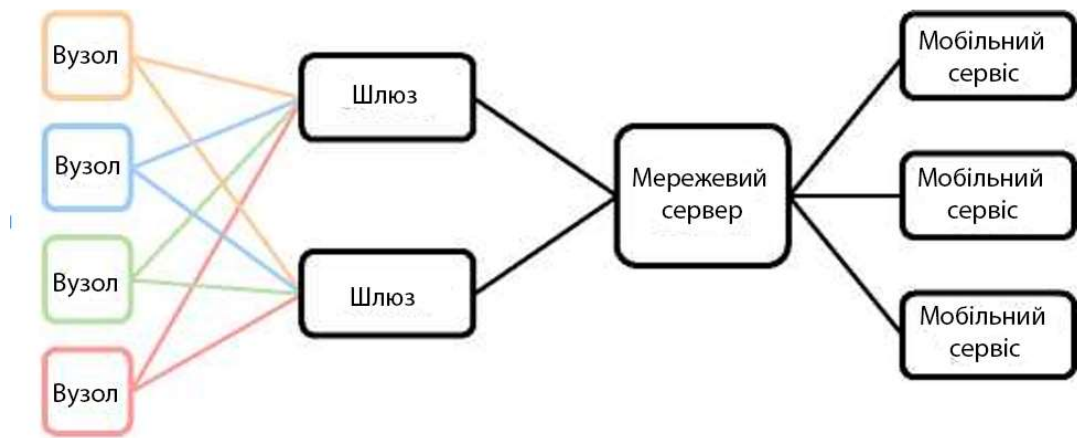 Вузол
Вузол
Вузол
Вузол
Шлюз
Шлюз
Мережевий
сервер
Мобільний
сервіс
Мобільний
сервіс
Мобільний
сервіс